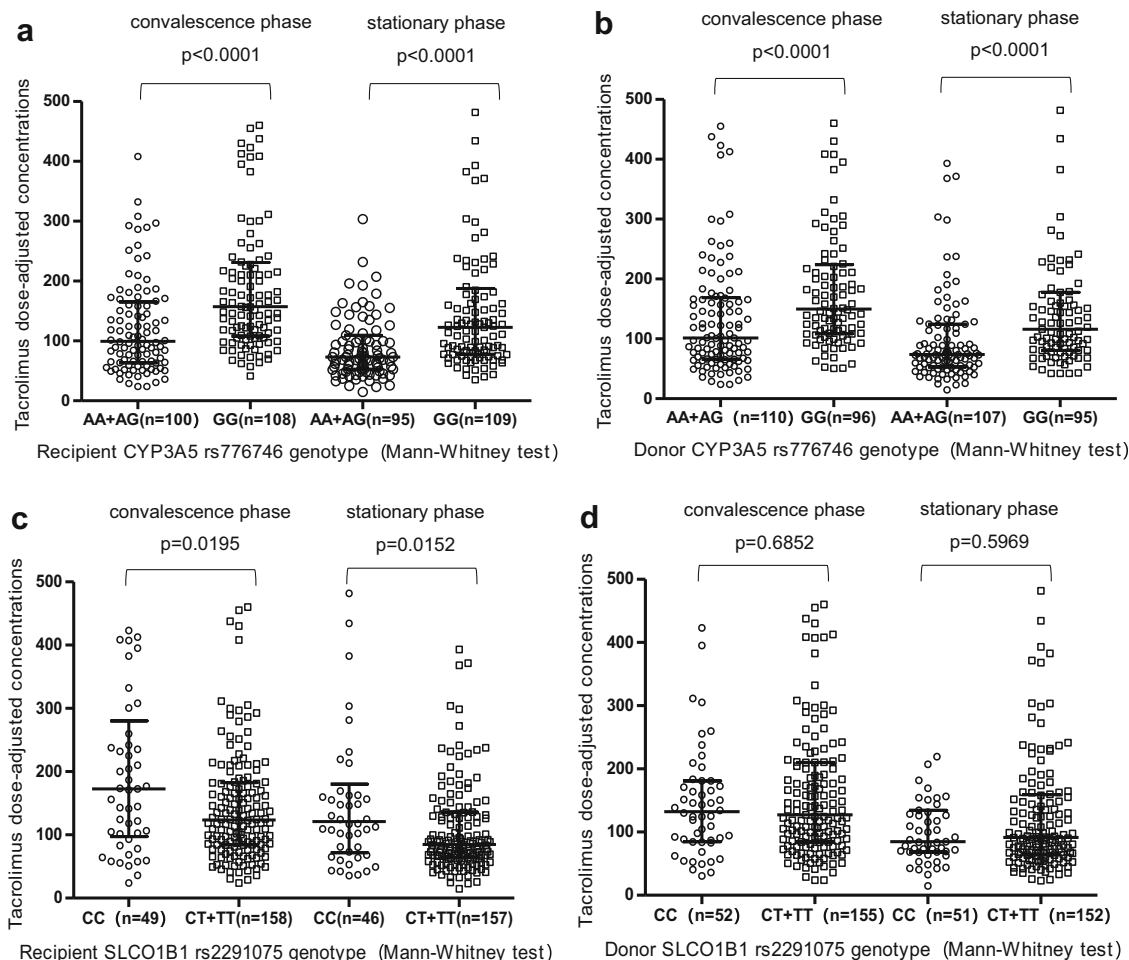 a
convalescence phase
stationary phase
p<0.0001
p<0.0001
Tacrolimus dose-adjusted concentrations
500
400
300
200
100
0
AA+AG(n=100) GG(n=108) AA+AG(n=95) GG(n=109)
Recipient CYP3A5 rs776746 genotype (Mann-Whitney test)
b
convalescence phase
stationary phase
p<0.0001
p<0.0001
Tacrolimus dose-adjusted concentrations
500
400
300
200
100
0
AA+AG (n=110) GG(n=96) AA+AG(n=107) GG(n=95)
Donor CYP3A5 rs776746 genotype (Mann-Whitney test)
c
convalescence phase
stationary phase
p=0.0195
p=0.0152
Tacrolimus dose-adjusted concentrations
500
400
300
200
100
0
CC (n=49) CT+TT(n=158) CC(n=46) CT+TT(n=157)
Recipient SLCO1B1 rs2291075 genotype (Mann-Whitney test)
d
convalescence phase
stationary phase
p=0.6852
p=0.5969
Tacrolimus dose-adjusted concentrations
500
400
300
200
100
0
CC (n=52) CT+TT (n=155) CC (n=51) CT+TT (n=152)
Donor SLCO1B1 rs2291075 genotype (Mann-Whitney test)